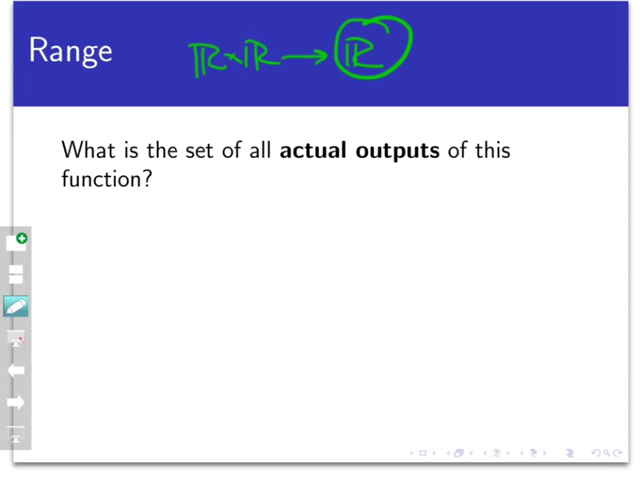 Range
ℝ×ℝ → ℝ
What is the set of all actual outputs of this
function?